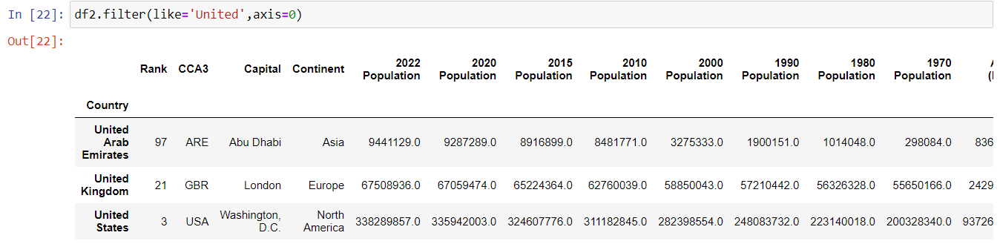 In [22]: df2.filter(like='United',axis=0)
Out[22]:
Rank CCA3 Capital Continent 2022 Population 2020 Population 2015 Population 2010 Population 2000 Population 1990 Population 1980 Population 1970 Population
Country
United Arab Emirates 97 ARE Abu Dhabi Asia 9441129.0 9287289.0 8916899.0 8481771.0 3275333.0 1900151.0 1014048.0 298084.0 836
United Kingdom 21 GBR London Europe 67508936.0 67059474.0 65224364.0 62760039.0 58850043.0 57210442.0 56326328.0 55650166.0 2429
United States 3 USA Washington, D.C. North America 338289857.0 335942003.0 324607776.0 311182845.0 282398554.0 248083732.0 223140018.0 200328340.0 93726